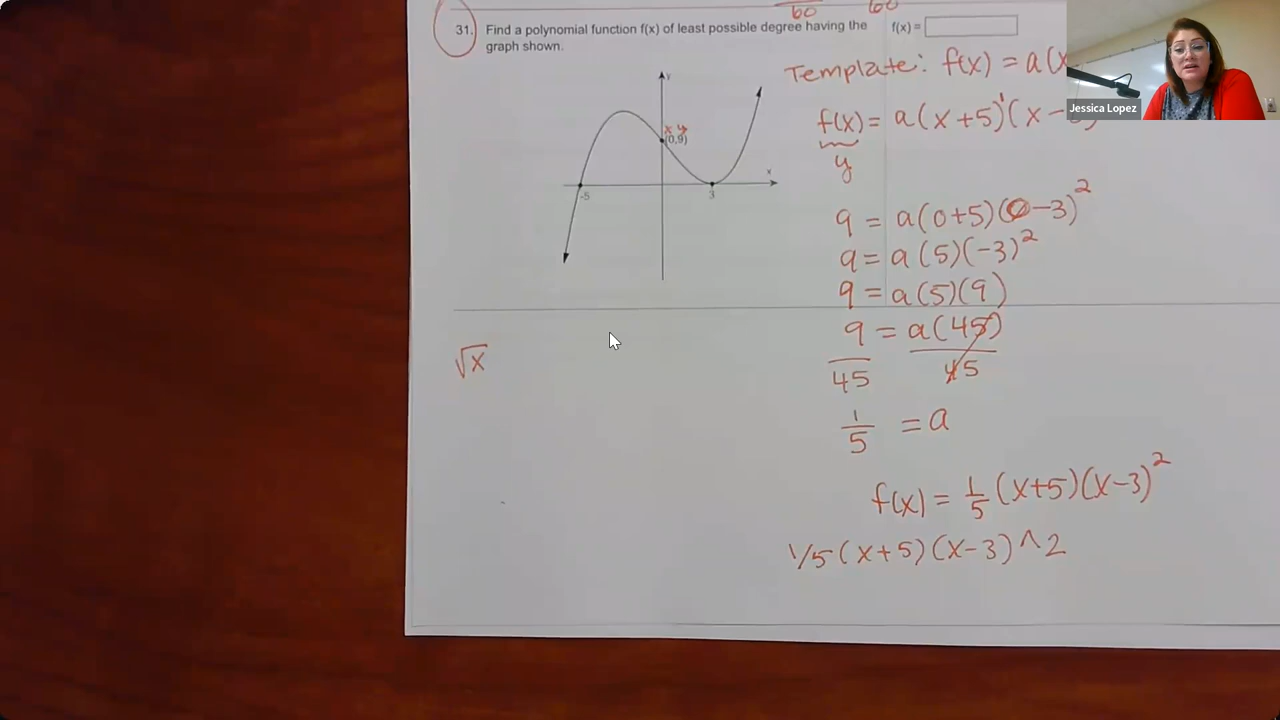 60 60
31. Find a polynomial function f(x) of least possible degree having the f(x) =
graph shown.
Template: f(x) = a(x
Jessica Lopez
f(x) = a(x+5)¹(x-
y
y
x y
(0,9)
x
-5
3
9 = a(0+5)(0-3)²
9 = a(5)(-3)²
9 = a(5)(9)
9 = a(45)
45 45
√x
1/5 = a
f(x) = 1/5 (x+5)(x-3)²
1/5(x+5)(x-3)^2